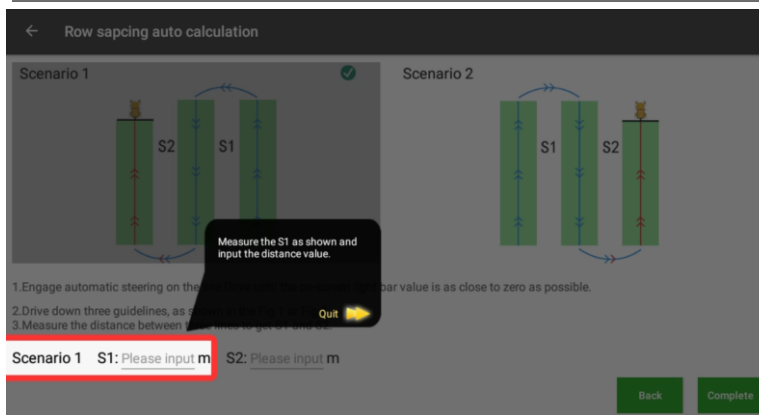 Row sapcing auto calculation
Scenario 1
Scenario 2
S2
S1
S1
S2
Measure the S1 as shown and
input the distance value.
Quit
1.Engage automatic steering on the
bar value is as close to zero as possible.
2.Drive down three guidelines, as
3.Measure the distance between
lines to get S1 and S2.
Scenario 1 S1: Please input m S2: Please input m
Back
Complete